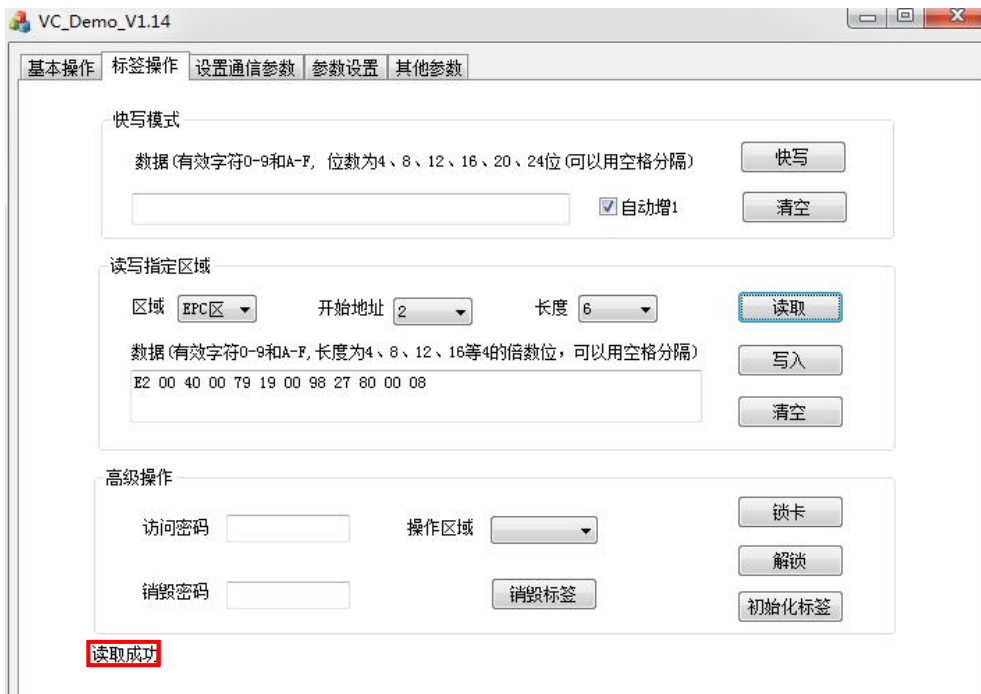 VC_Demo_V1.14
基本操作 标签操作 设置通信参数 参数设置 其他参数
快写模式
数据(有效字符0-9和A-F, 位数为4、8、12、16、20、24位(可以用空格分隔) 快写
自动增1 清空
读写指定区域
区域 EPC区 开始地址 2 长度 6 读取
数据(有效字符0-9和A-F,长度为4、8、12、16等4的倍数位，可以用空格分隔) 写入
E2 00 40 00 79 19 00 98 27 80 00 08
清空
高级操作
访问密码 操作区域 锁卡
解锁
销毁密码 销毁标签 初始化标签
读取成功